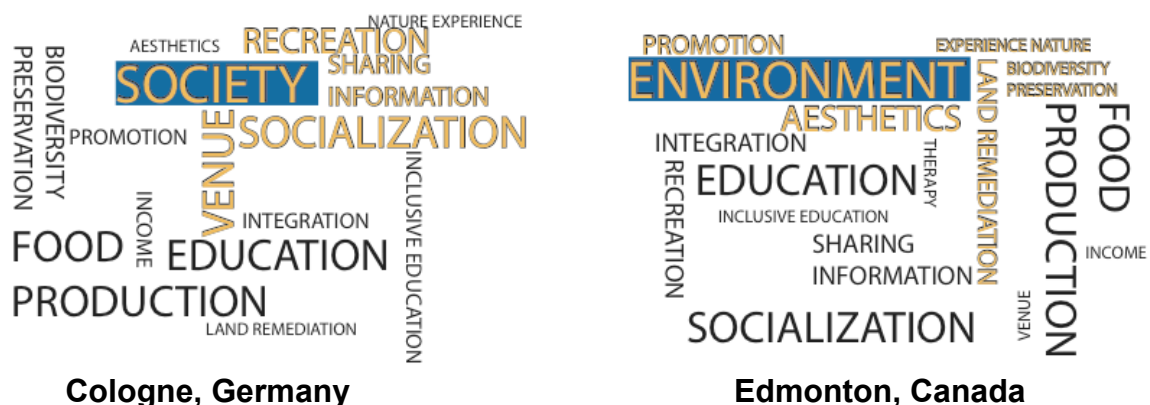 NATURE EXPERIENCE
AESTHETICS
RECREATION
SHARING
INFORMATION
SOCIETY
BIODIVERSITY
PRESERVATION
PROMOTION
VENUE
SOCIALIZATION
INCLUSIVE EDUCATION
INCOME
INTEGRATION
FOOD
PRODUCTION
EDUCATION
LAND REMEDIATION
Cologne, Germany
PROMOTION
EXPERIENCE NATURE
ENVIRONMENT
LAND REMEDIATION
BIODIVERSITY
PRESERVATION
AESTHETICS
INTEGRATION
RECREATION
EDUCATION
THERAPY
INCLUSIVE EDUCATION
SHARING
INFORMATION
FOOD
PRODUCTION
INCOME
VENUE
SOCIALIZATION
Edmonton, Canada